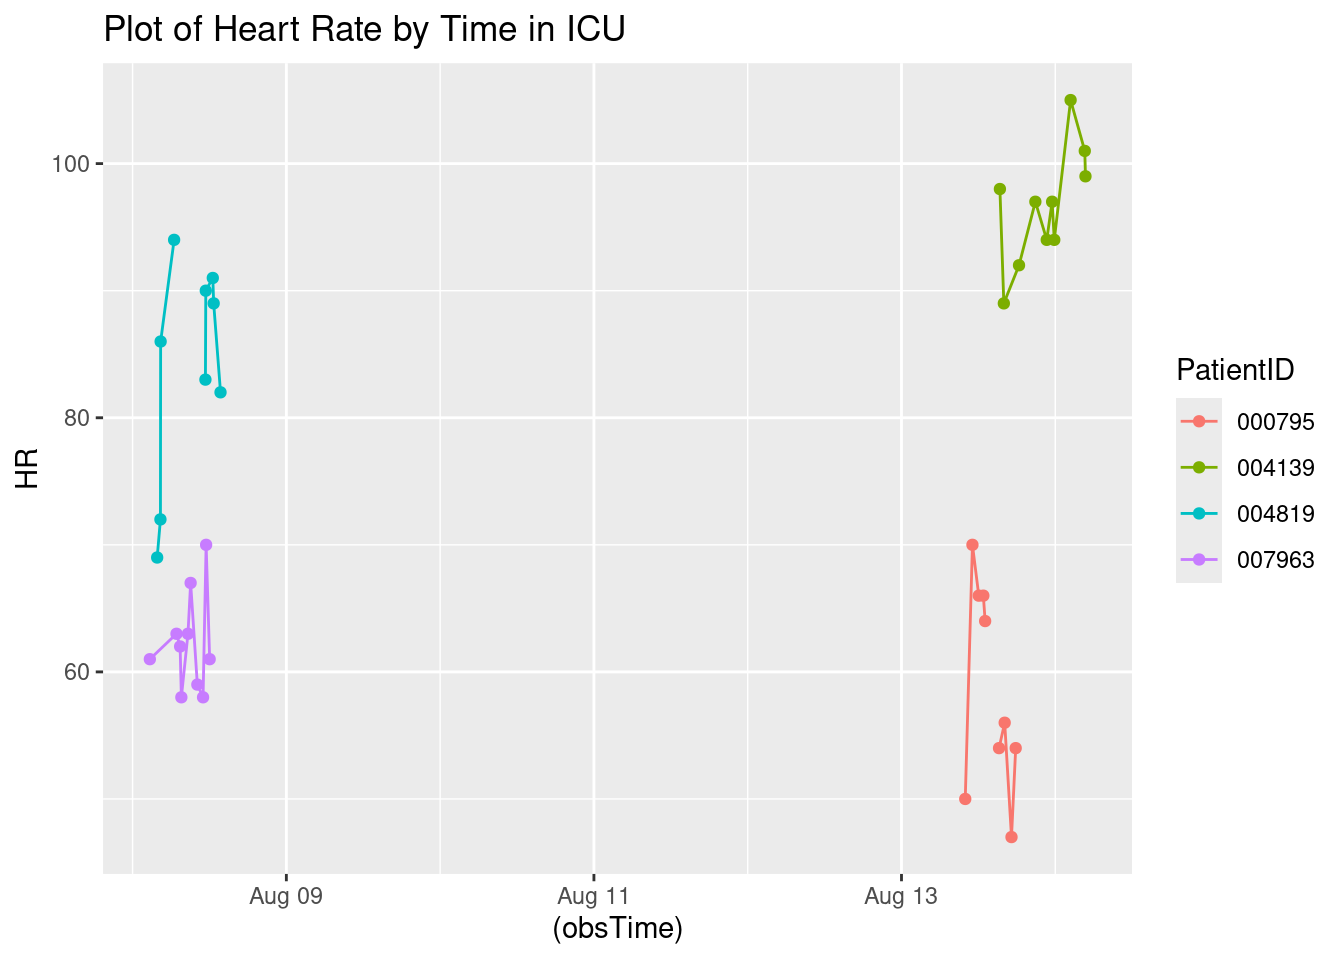 Plot of Heart Rate by Time in ICU
100
80
60
HR
Aug 09
Aug 11
Aug 13
(obsTime)
PatientID
000795
004139
004819
007963